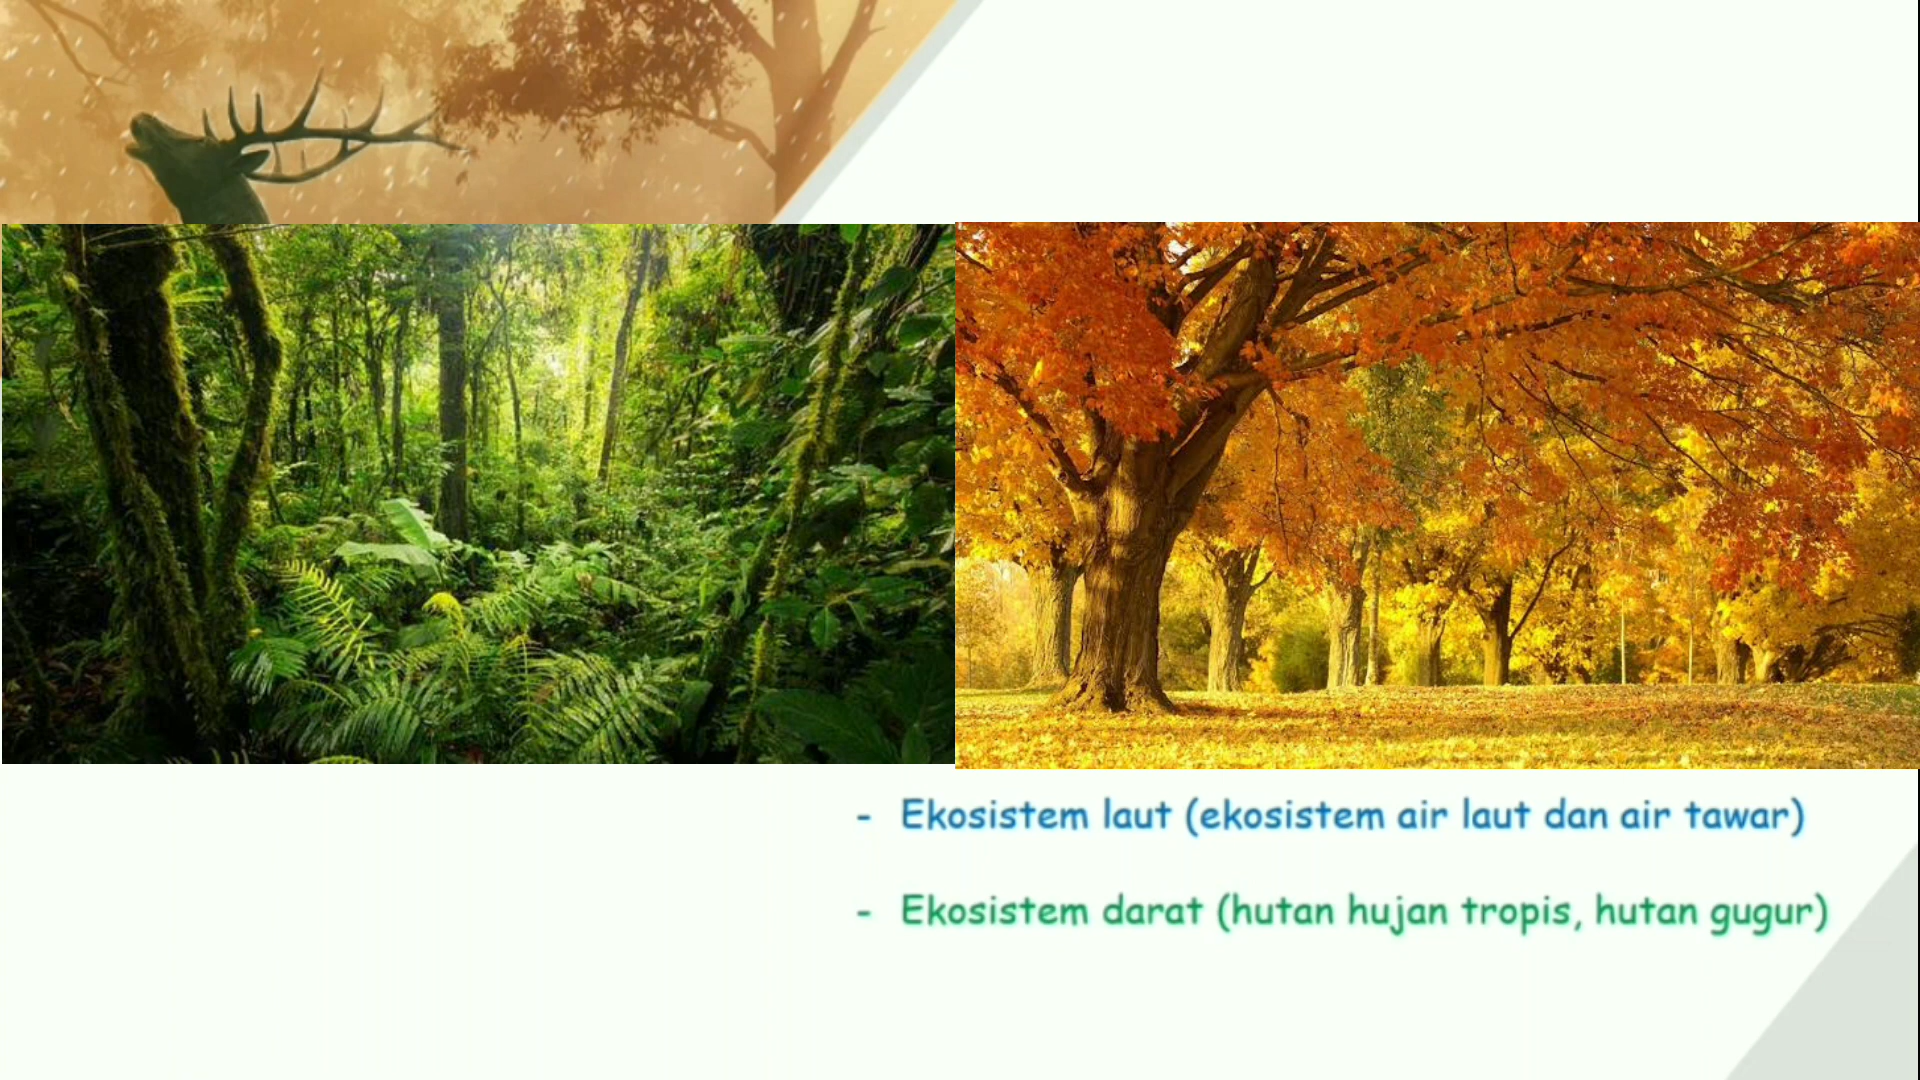 - Ekosistem laut (ekosistem air laut dan air tawar)
- Ekosistem darat (hutan hujan tropis, hutan gugur)